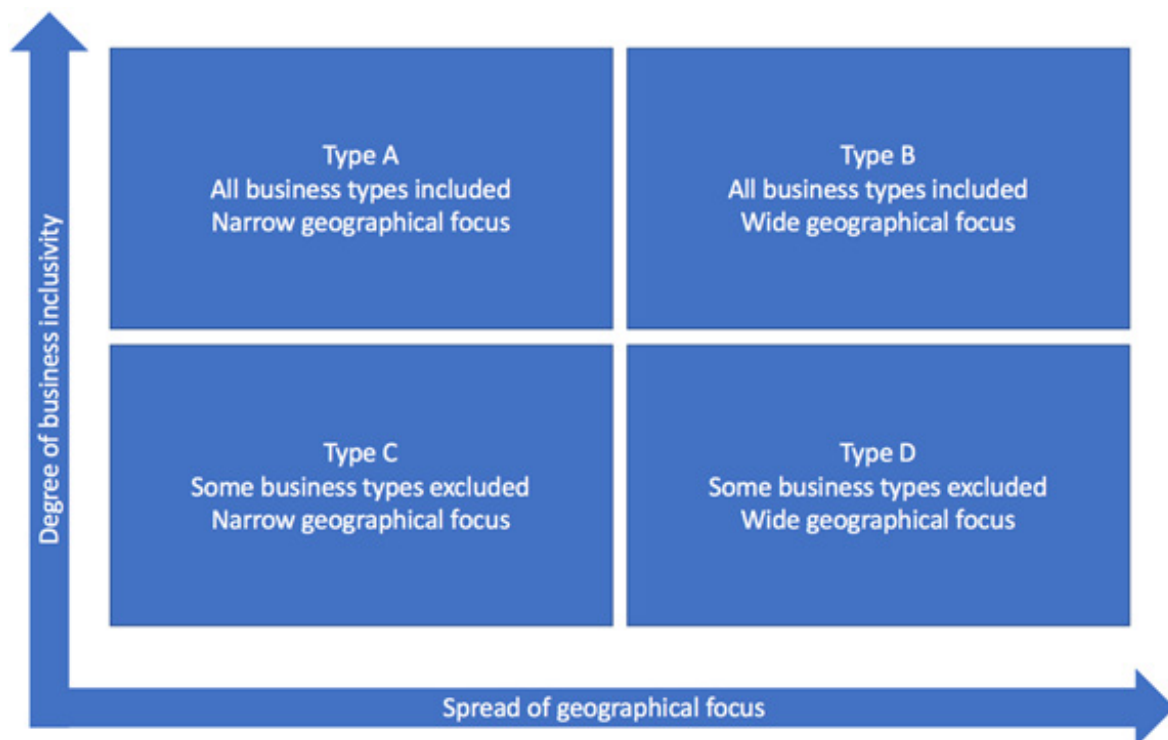 Degree of business inclusivity
Type A
All business types included
Narrow geographical focus
Type B
All business types included
Wide geographical focus
Type C
Some business types excluded
Narrow geographical focus
Type D
Some business types excluded
Wide geographical focus
Spread of geographical focus